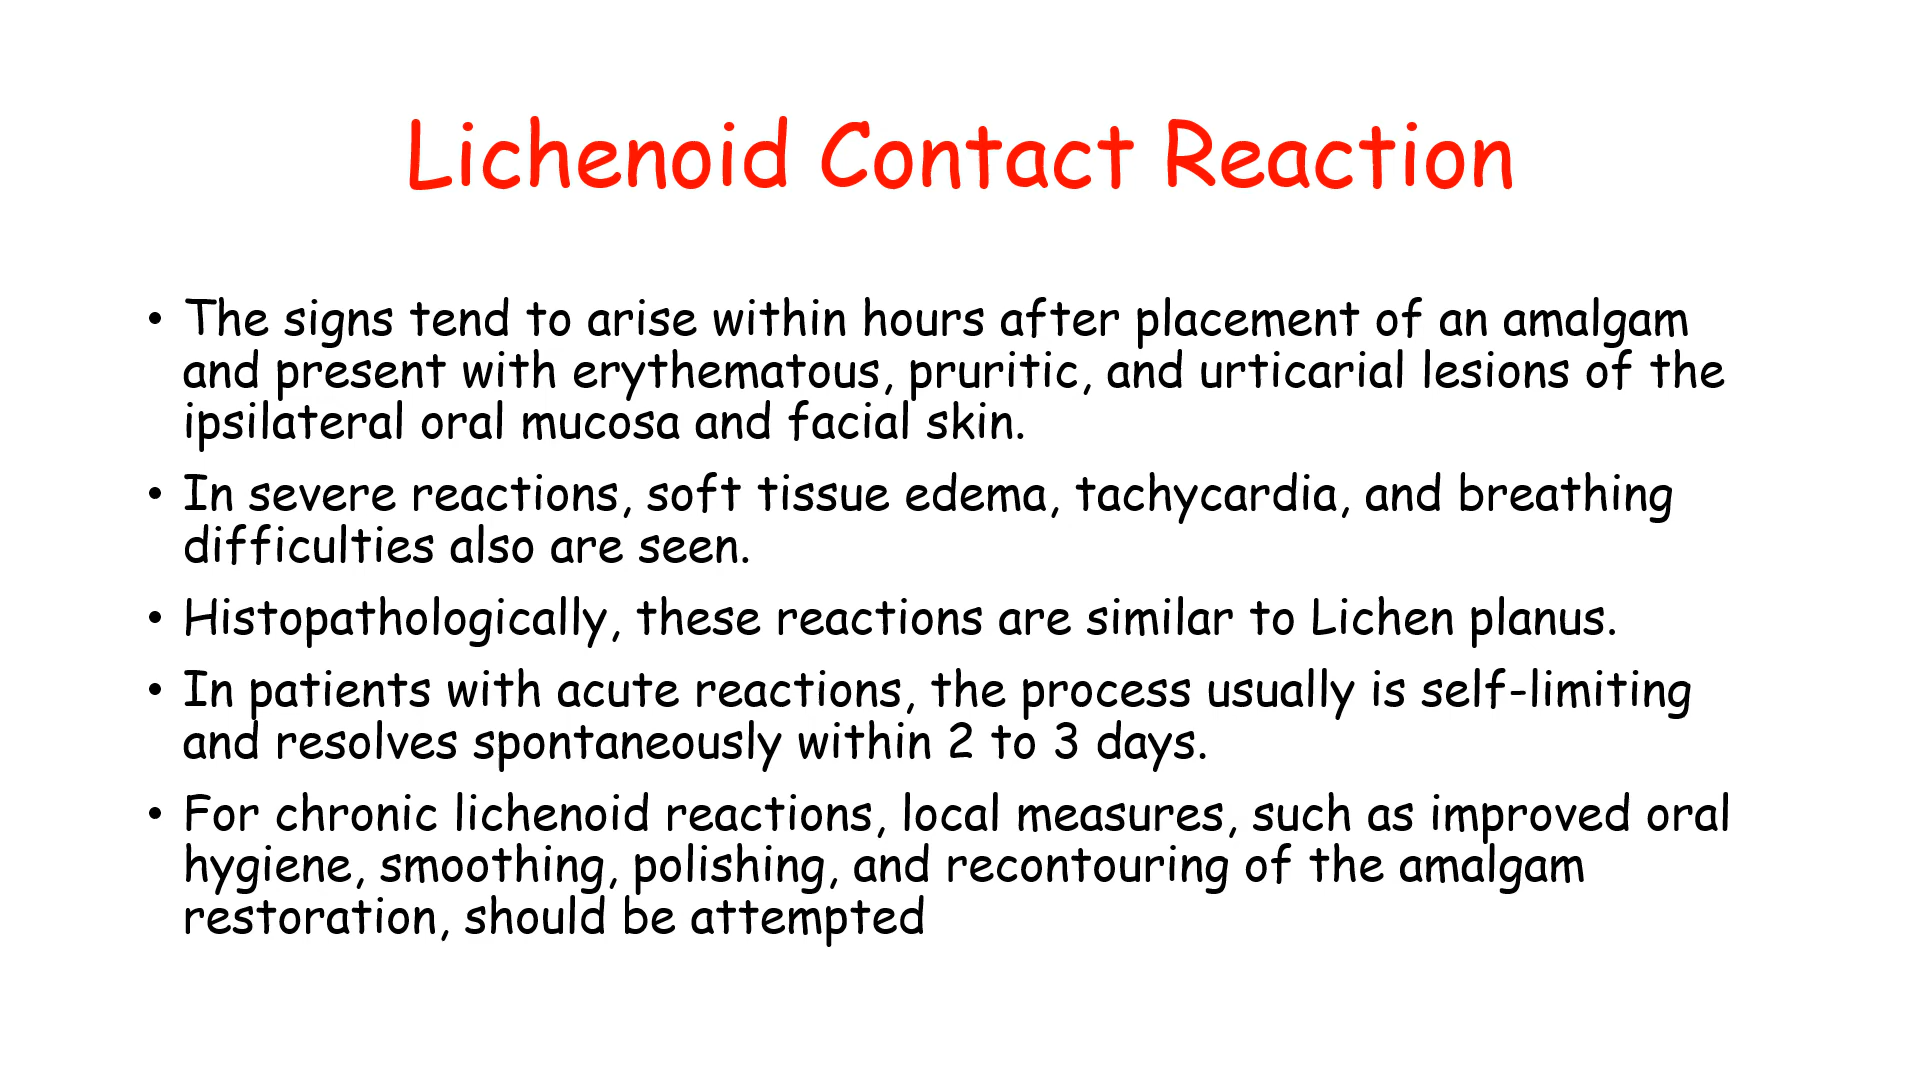 Lichenoid Contact Reaction
• The signs tend to arise within hours after placement of an amalgam
and present with erythematous, pruritic, and urticarial lesions of the
ipsilateral oral mucosa and facial skin.
• In severe reactions, soft tissue edema, tachycardia, and breathing
difficulties also are seen.
• Histopathologically, these reactions are similar to Lichen planus.
• In patients with acute reactions, the process usually is self-limiting
and resolves spontaneously within 2 to 3 days.
• For chronic lichenoid reactions, local measures, such as improved oral
hygiene, smoothing, polishing, and recontouring of the amalgam
restoration, should be attempted